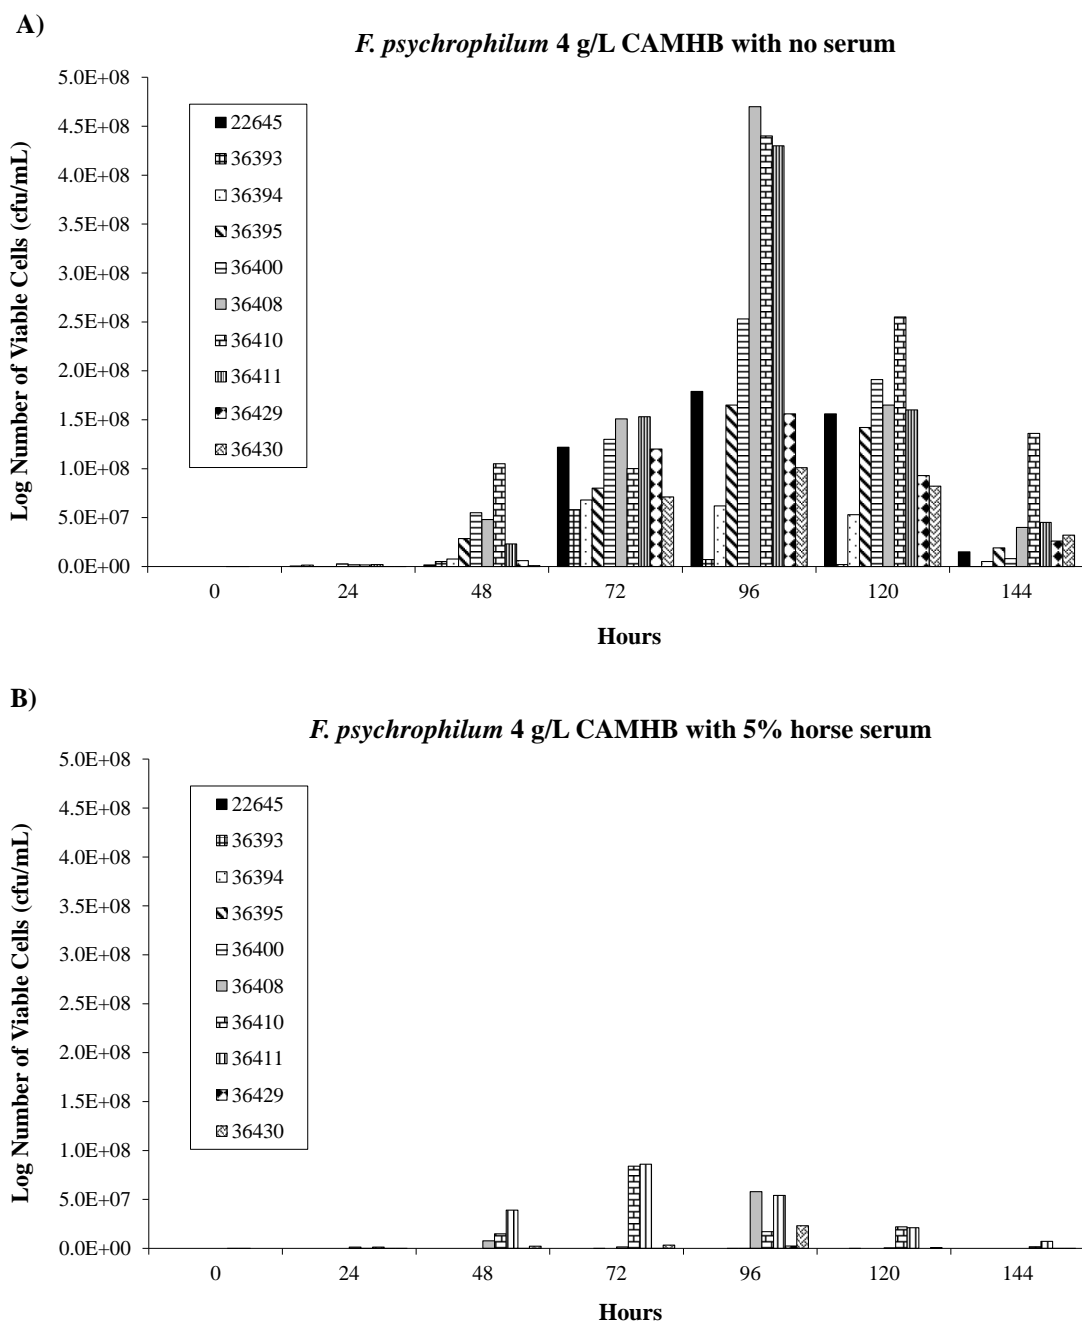 A)
F. psychrophilum 4 g/L CAMHB with no serum
Log Number of Viable Cells (cfu/mL)
5.0E+08
4.5E+08
4.0E+08
3.5E+08
3.0E+08
2.5E+08
2.0E+08
1.5E+08
1.0E+08
5.0E+07
0.0E+00
22645
36393
36394
36395
36400
36408
36410
36411
36429
36430
0 24 48 72 96 120 144
Hours
B)
F. psychrophilum 4 g/L CAMHB with 5% horse serum
Log Number of Viable Cells (cfu/mL)
5.0E+08
4.5E+08
4.0E+08
3.5E+08
3.0E+08
2.5E+08
2.0E+08
1.5E+08
1.0E+08
5.0E+07
0.0E+00
22645
36393
36394
36395
36400
36408
36410
36411
36429
36430
0 24 48 72 96 120 144
Hours